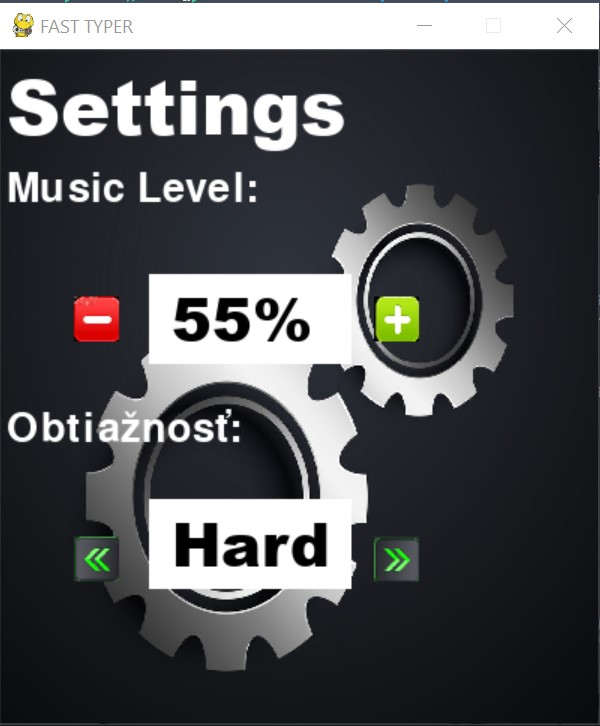 FAST TYPER
Settings
Music Level:
55%
Obtiažnosť:
Hard